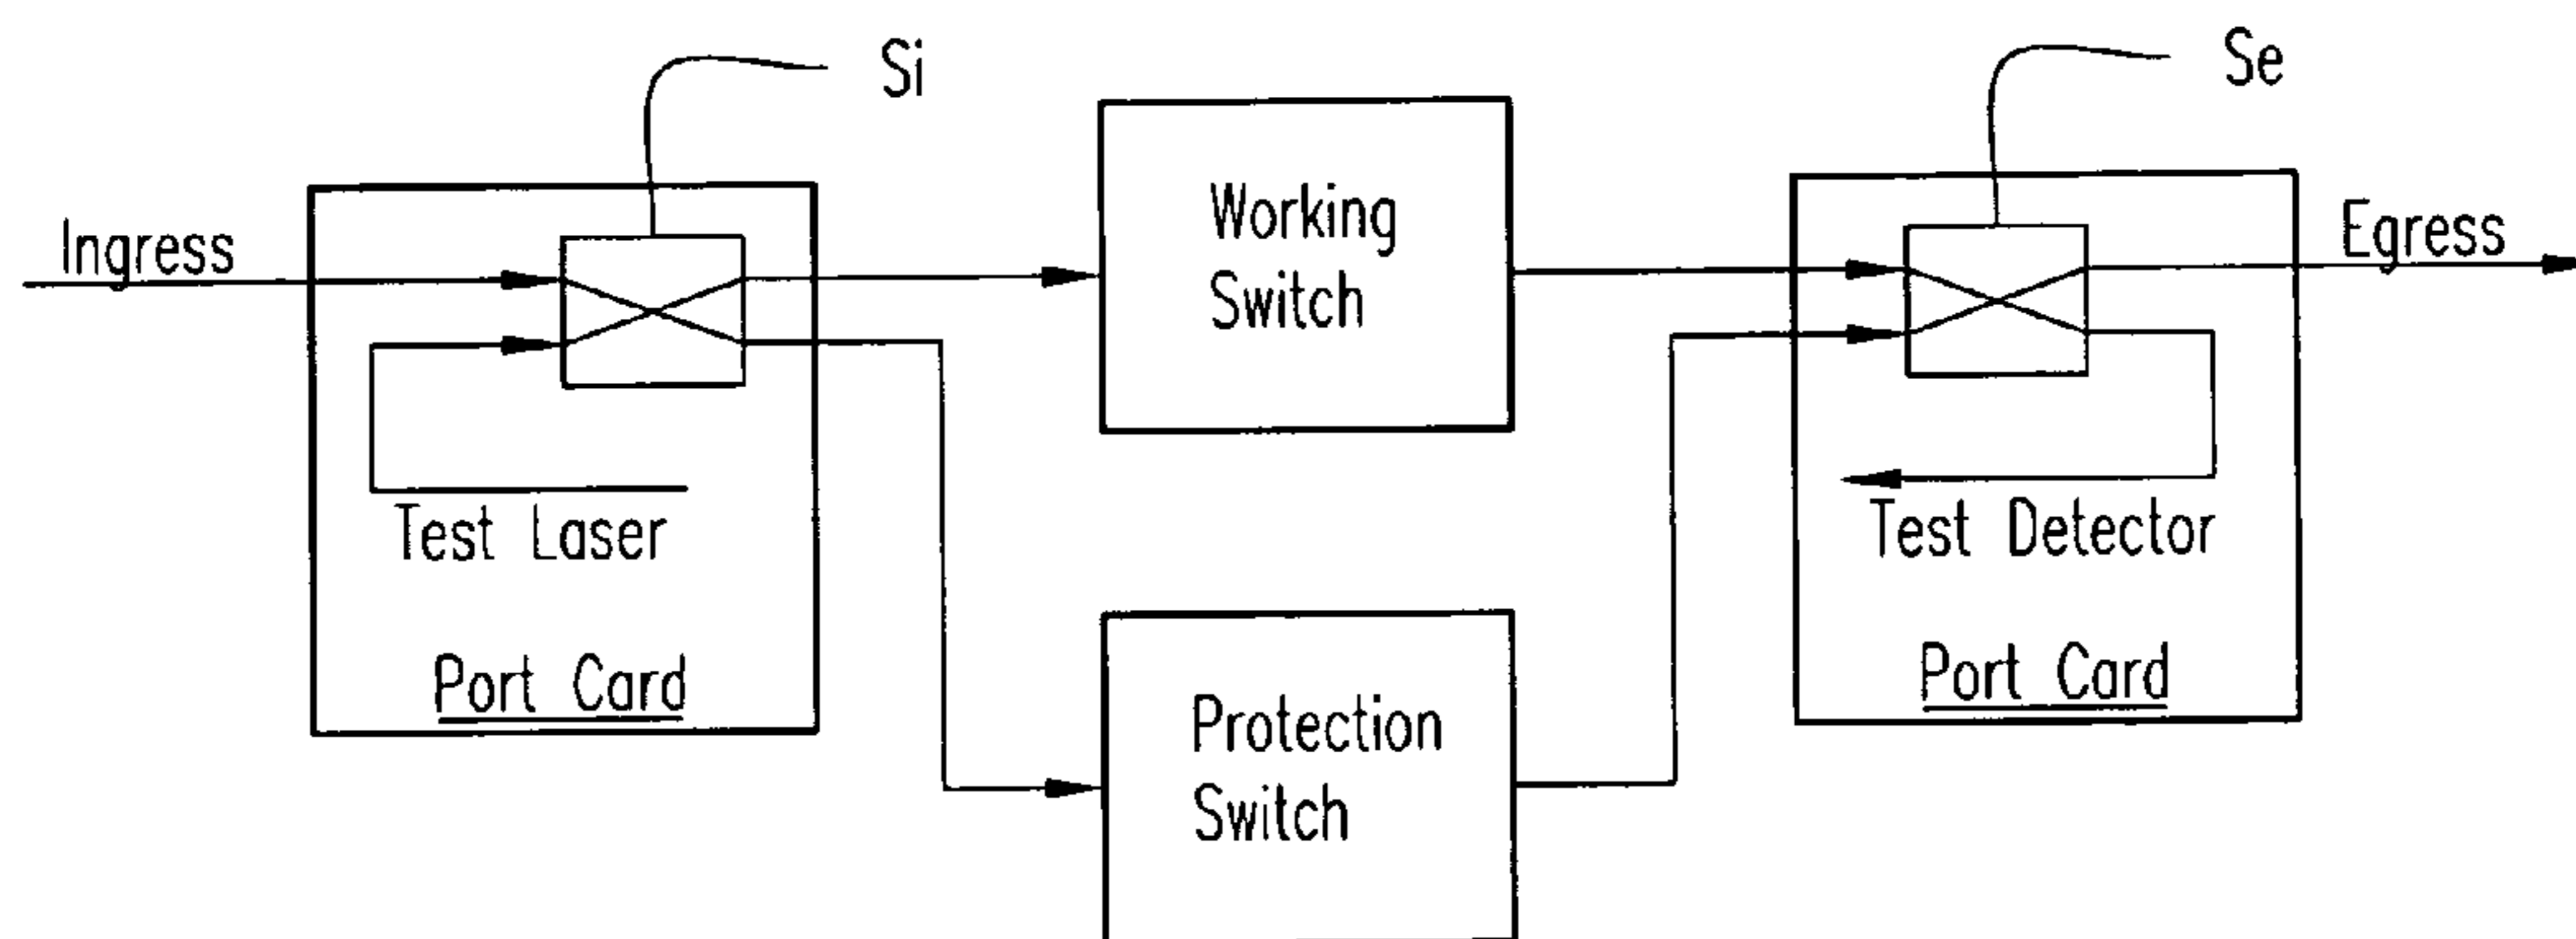 Si
Se
Ingress
Working
Switch
Egress
Test Laser
Test Detector
Port Card
Port Card
Protection
Switch